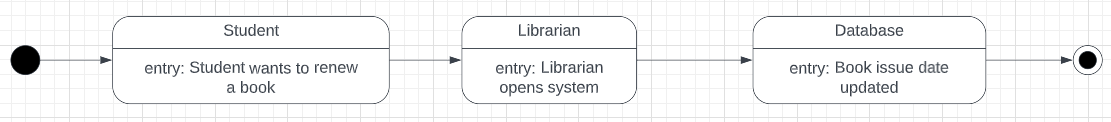 Student
entry: Student wants to renew
a book
Librarian
entry: Librarian
opens system
Database
entry: Book issue date
updated